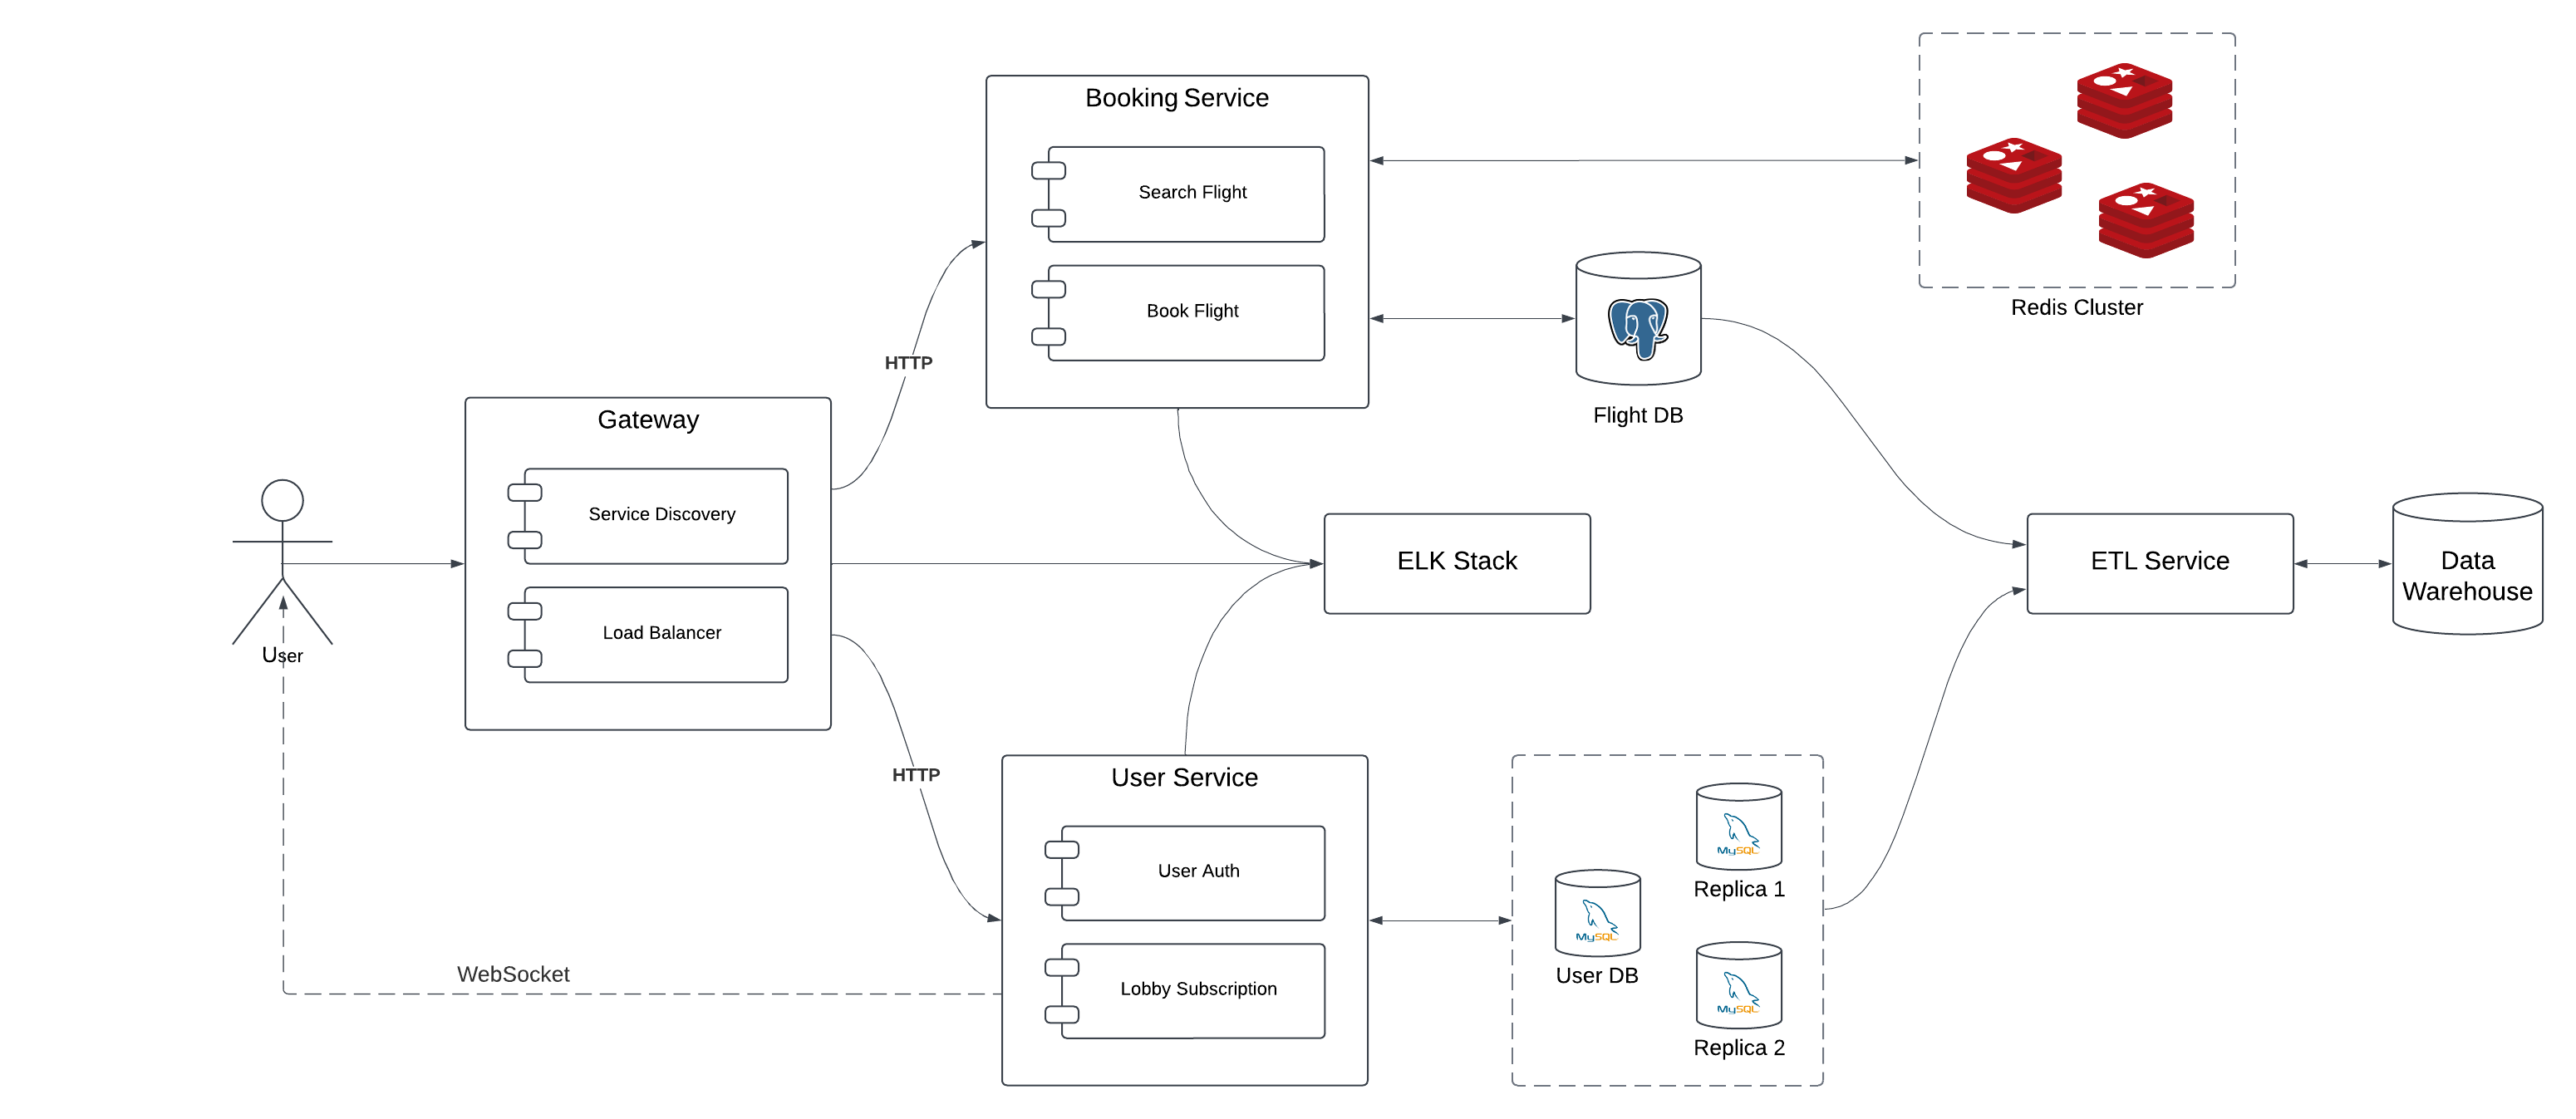 Booking Service
Search Flight
Book Flight
Redis Cluster
Flight DB
HTTP
Gateway
Service Discovery
Load Balancer
User
ELK Stack
ETL Service
Data
Warehouse
HTTP
User Service
User Auth
Lobby Subscription
WebSocket
MySQL
Replica 1
MySQL
User DB
MySQL
Replica 2